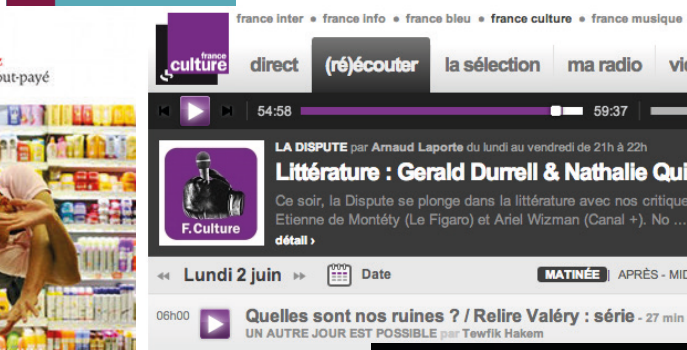 france inter • france info • france bleu • france culture • france musique
out-payé
france
culture
direct
(ré)écouter
la sélection
ma radio
54:58
59:37
LA DISPUTE par Arnaud Laporte du lundi au vendredi de 21h à 22h
Littérature : Gerald Durrell & Nathalie Qui
Ce soir, la Dispute se plonge dans la littérature avec nos critiques
Etienne de Montéty (Le Figaro) et Ariel Wizman (Canal +). No ...
détail ›
F.Culture
Lundi 2 juin
Date
MATINÉE | APRÈS - MID
06h00
Quelles sont nos ruines ? / Relire Valéry : série - 27 min
UN AUTRE JOUR EST POSSIBLE par Tewfik Hakem